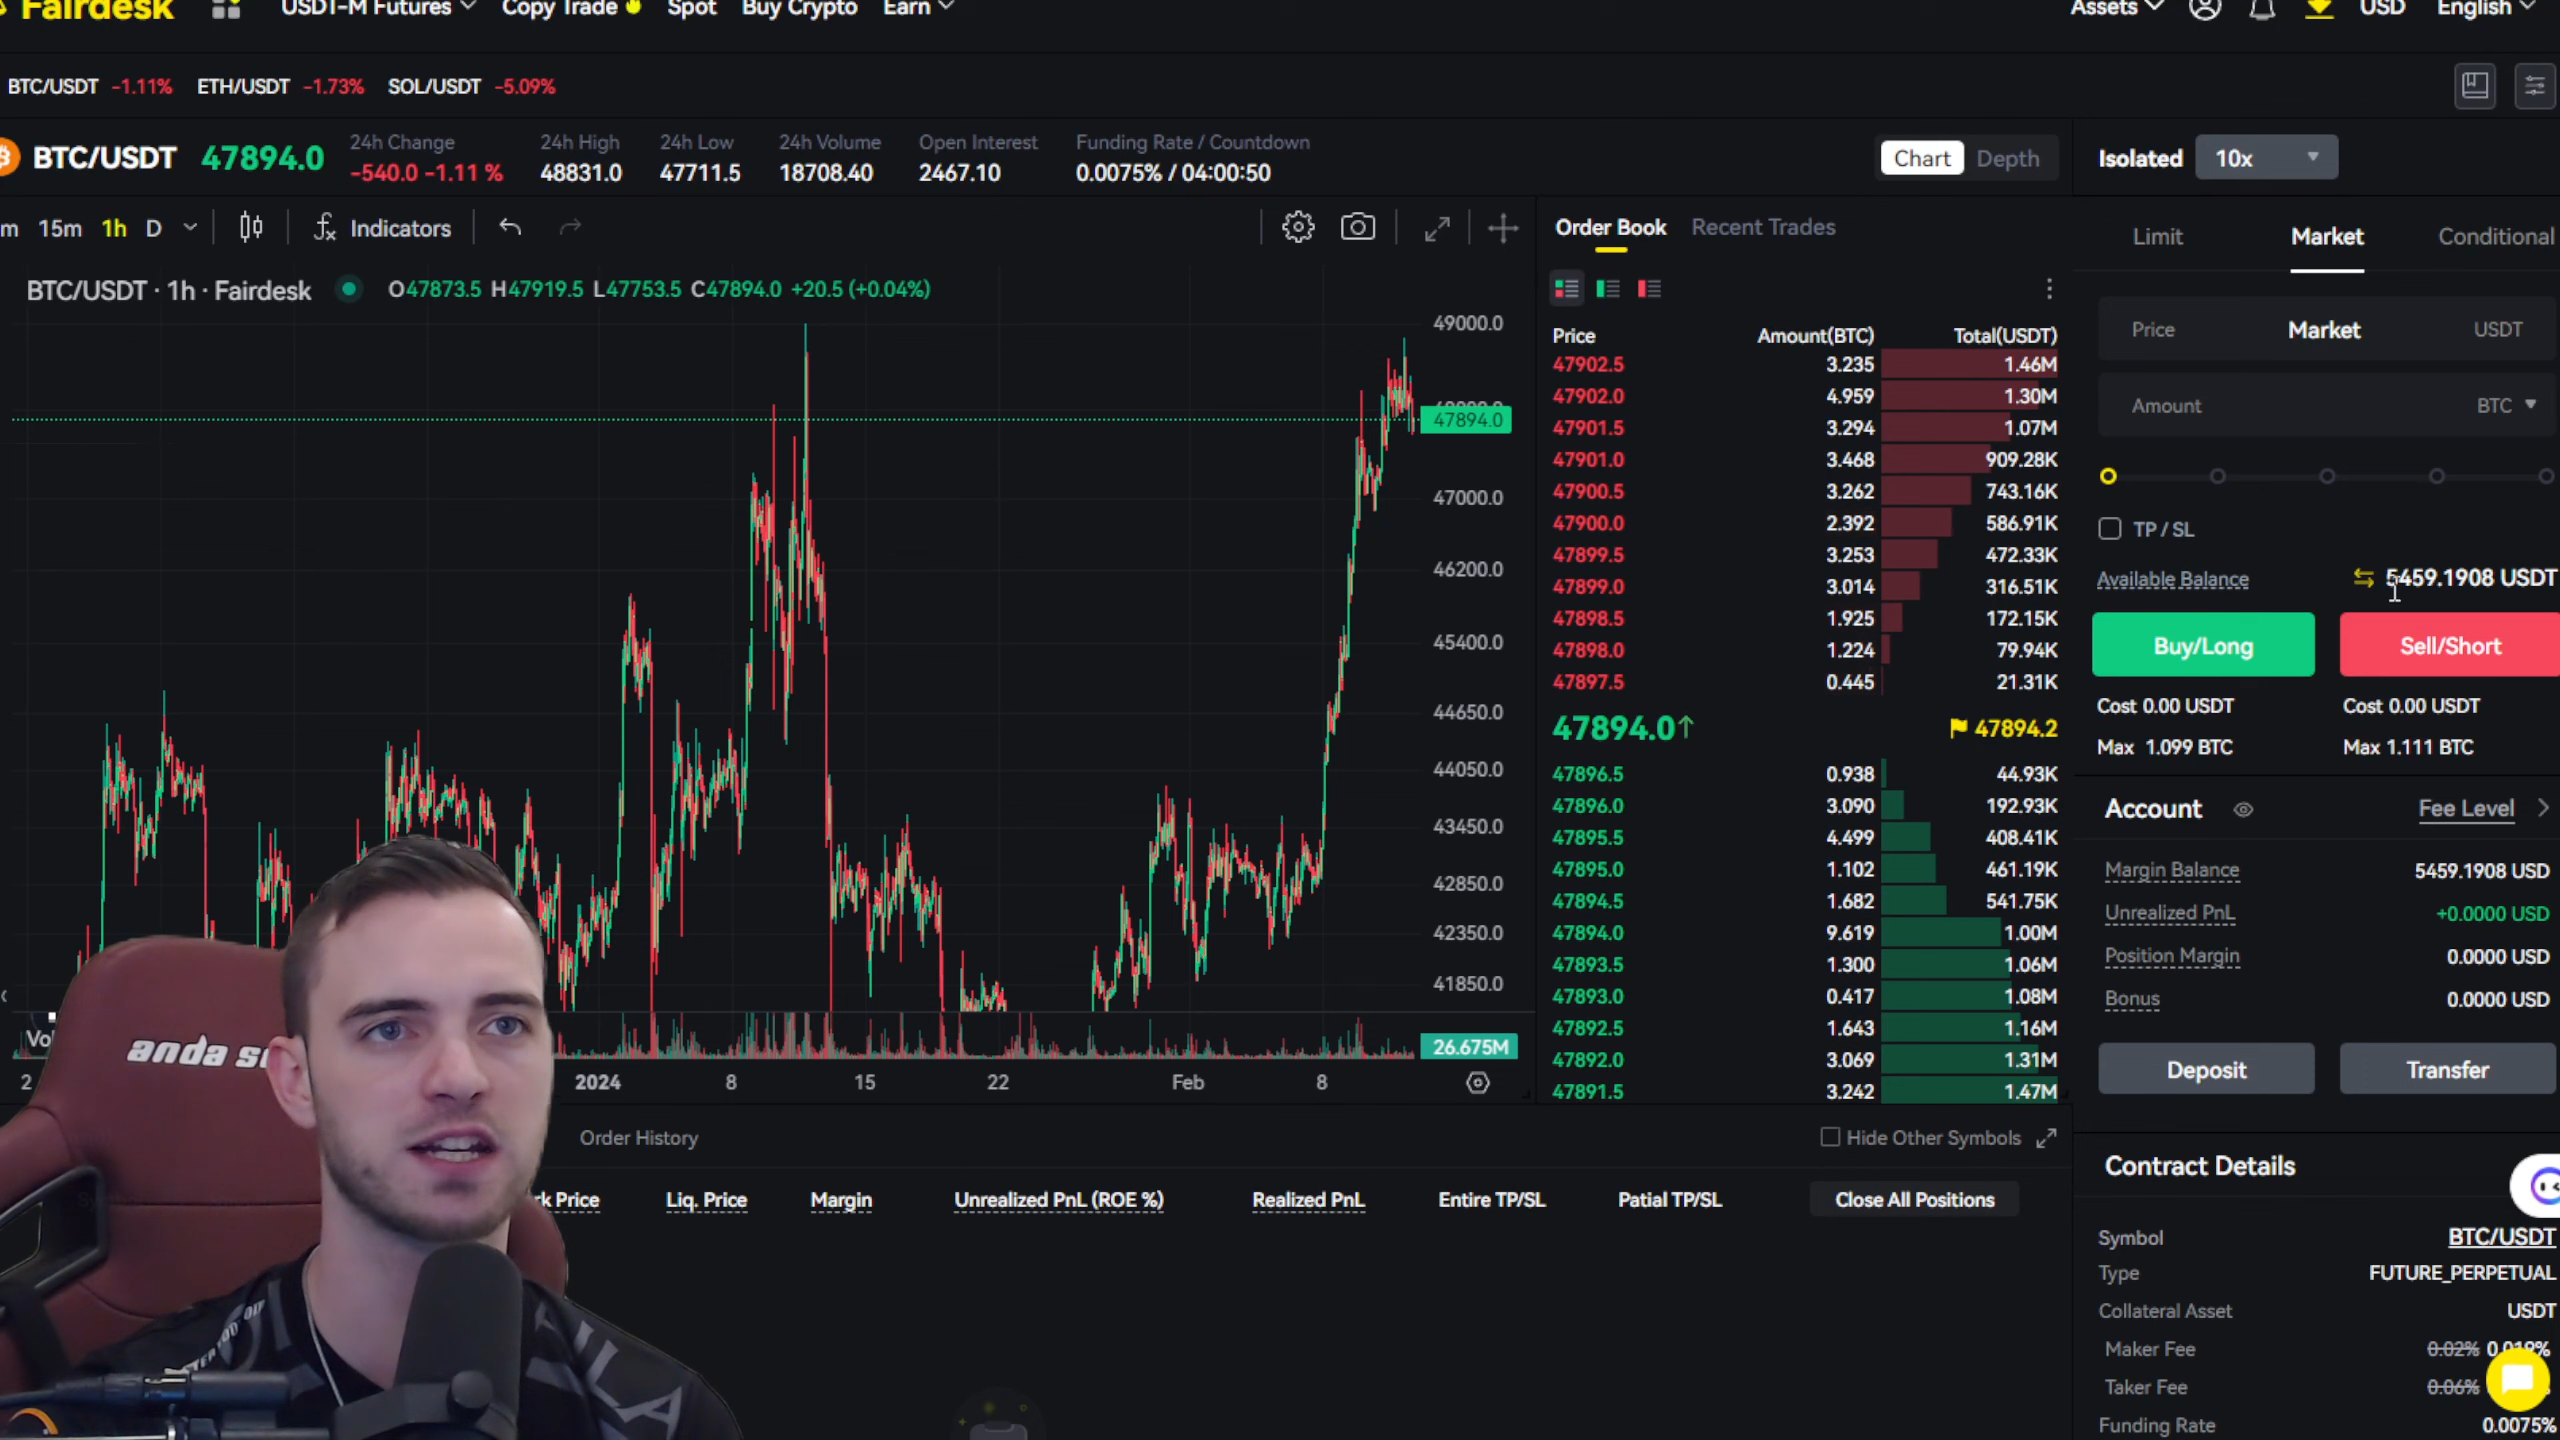 Fairdesk USDT-M Futures Copy Trade Spot Buy Crypto Earn Assets USD English
BTC/USDT -1.11% ETH/USDT -1.73% SOL/USDT -5.09%
BTC/USDT 47894.0
24h Change
-540.0 -1.11 %
24h High
48831.0
24h Low
47711.5
24h Volume
18708.40
Open Interest
2467.10
Funding Rate / Countdown
0.0075% / 04:00:50
Chart Depth
m 15m 1h D Indicators
BTC/USDT · 1h · Fairdesk O47873.5 H47919.5 L47753.5 C47894.0 +20.5 (+0.04%)
49000.0
47894.0
47000.0
46200.0
45400.0
44650.0
44050.0
43450.0
42850.0
42350.0
41850.0
26.675M
2 2024 8 15 22 Feb 8
Order Book Recent Trades
Price Amount(BTC) Total(USDT)
47902.5 3.235 1.46M
47902.0 4.959 1.30M
47901.5 3.294 1.07M
47901.0 3.468 909.28K
47900.5 3.262 743.16K
47900.0 2.392 586.91K
47899.5 3.253 472.33K
47899.0 3.014 316.51K
47898.5 1.925 172.15K
47898.0 1.224 79.94K
47897.5 0.445 21.31K
47894.0↑ 47894.2
47896.5 0.938 44.93K
47896.0 3.090 192.93K
47895.5 4.499 408.41K
47895.0 1.102 461.19K
47894.5 1.682 541.75K
47894.0 9.619 1.00M
47893.5 1.300 1.06M
47893.0 0.417 1.08M
47892.5 1.643 1.16M
47892.0 3.069 1.31M
47891.5 3.242 1.47M
Isolated 10x
Limit Market Conditional
Price Market USDT
Amount BTC
TP / SL
Available Balance 5459.1908 USDT
Buy/Long Sell/Short
Cost 0.00 USDT Cost 0.00 USDT
Max 1.099 BTC Max 1.111 BTC
Account Fee Level
Margin Balance 5459.1908 USD
Unrealized PnL +0.0000 USD
Position Margin 0.0000 USD
Bonus 0.0000 USD
Deposit Transfer
Contract Details
Symbol BTC/USDT
Type FUTURE_PERPETUAL
Collateral Asset USDT
Maker Fee 0.02%
Taker Fee 0.06%
Funding Rate 0.0075%
Order History Hide Other Symbols
Price Liq. Price Margin Unrealized PnL (ROE %) Realized PnL Entire TP/SL Patial TP/SL Close All Positions
anda